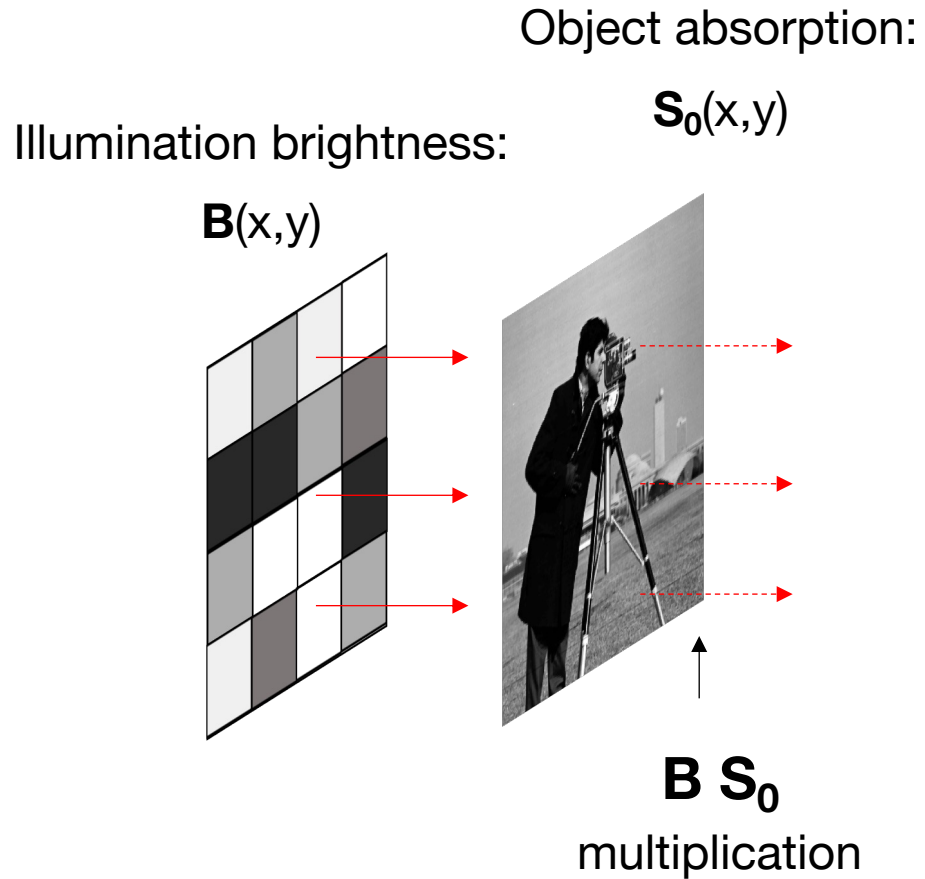 Object absorption:
S₀(x,y)
Illumination brightness:
B(x,y)
B S₀
multiplication